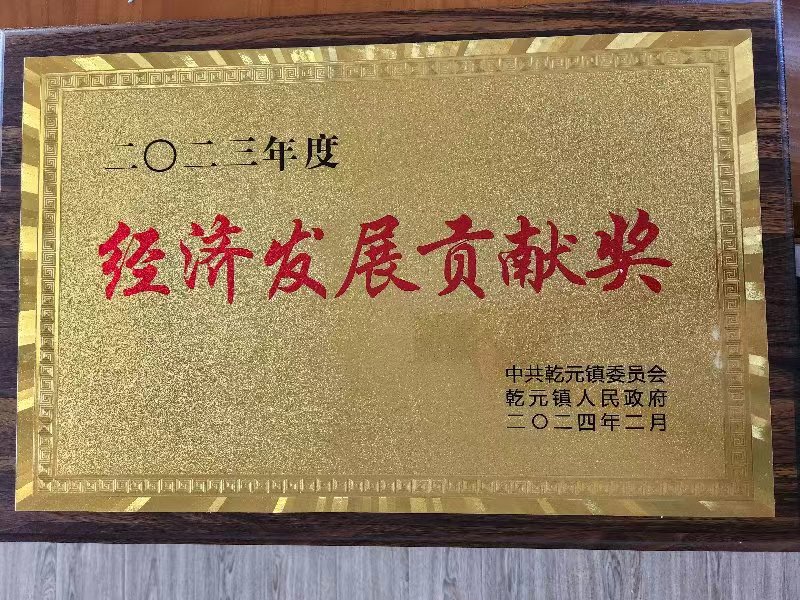 二〇二三年度
经济发展贡献奖
中共乾元镇委员会
乾元镇人民政府
二〇二四年二月